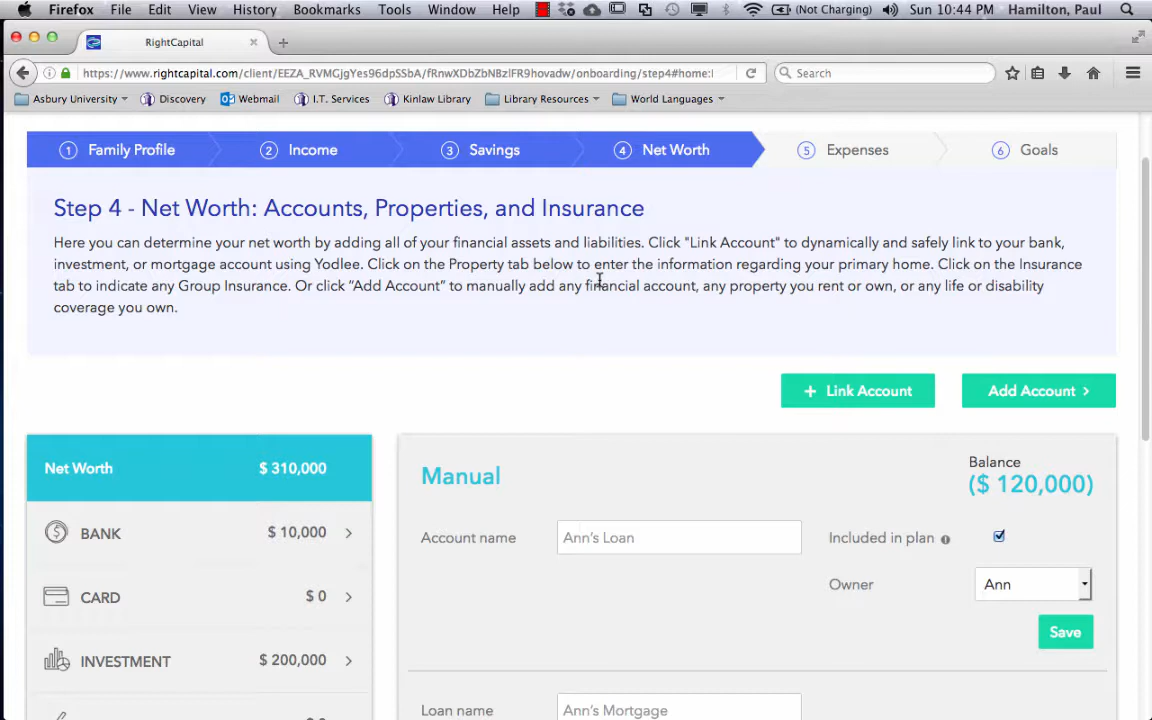 Firefox File Edit View History Bookmarks Tools Window Help (Not Charging) Sun 10:44 PM Hamilton, Paul
RightCapital
https://www.rightcapital.com/client/EEZA_RVMGjgYes96dpSSbA/fRnwXDbZbNBzlFR9hovadw/onboarding/step4#home:l Search
Asbury University Discovery Webmail I.T. Services Kinlaw Library Library Resources World Languages
1 Family Profile 2 Income 3 Savings 4 Net Worth 5 Expenses 6 Goals
Step 4 - Net Worth: Accounts, Properties, and Insurance
Here you can determine your net worth by adding all of your financial assets and liabilities. Click "Link Account" to dynamically and safely link to your bank,
investment, or mortgage account using Yodlee. Click on the Property tab below to enter the information regarding your primary home. Click on the Insurance
tab to indicate any Group Insurance. Or click “Add Account” to manually add any financial account, any property you rent or own, or any life or disability
coverage you own.
+ Link Account Add Account >
Net Worth $ 310,000
Manual
Balance
($ 120,000)
BANK $ 10,000
Account name Ann's Loan Included in plan
Owner Ann
CARD $ 0
Save
INVESTMENT $ 200,000
Loan name Ann's Mortgage